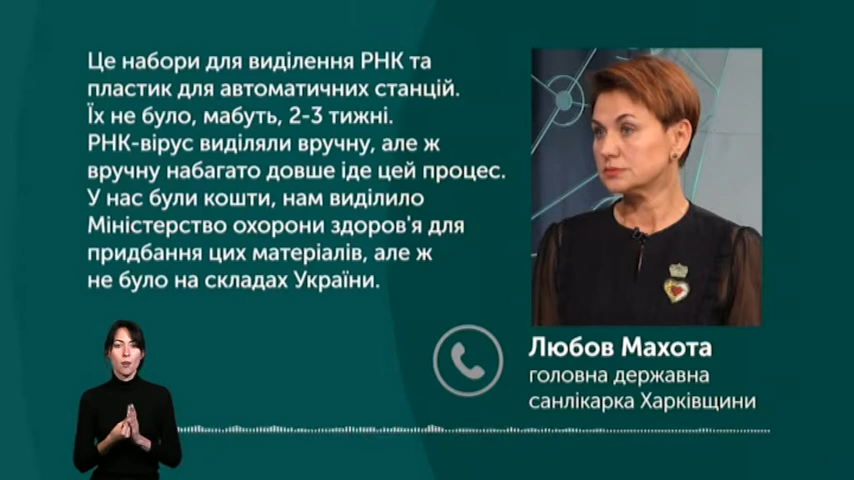 Це набори для виділення РНК та
пластик для автоматичних станцій.
Їх не було, мабуть, 2-3 тижні.
РНК-вірус виділяли вручну, але ж
вручну набагато довше іде цей процес.
У нас були кошти, нам виділило
Міністерство охорони здоров'я для
придбання цих матеріалів, але ж
не було на складах України.
Любов Махота
головна державна
санлікарка Харківщини